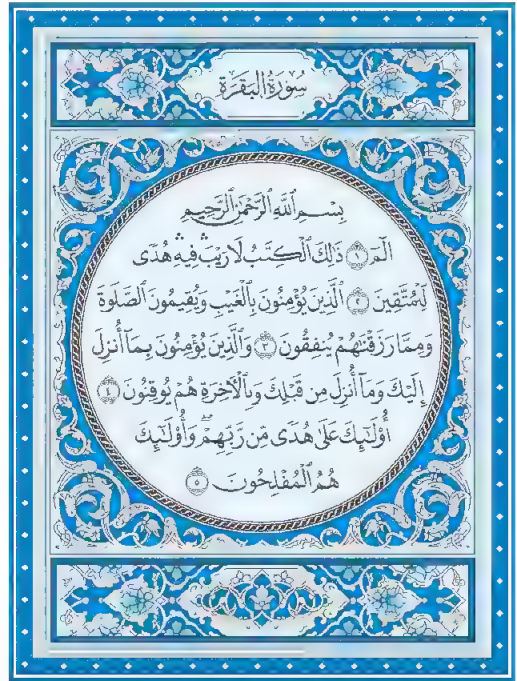 سُورَةُ البَقَرَةِ
بِسْمِ ٱللَّهِ ٱلرَّحْمَٰنِ ٱلرَّحِيمِ
الٓمٓ ١ ذَٰلِكَ ٱلْكِتَٰبُ لَا رَيْبَۛ فِيهِۛ هُدًى
لِّلْمُتَّقِينَ ٢ ٱلَّذِينَ يُؤْمِنُونَ بِٱلْغَيْبِ وَيُقِيمُونَ ٱلصَّلَوٰةَ
وَمِمَّا رَزَقْنَٰهُمْ يُنفِقُونَ ٣ وَٱلَّذِينَ يُؤْمِنُونَ بِمَآ أُنزِلَ
إِلَيْكَ وَمَآ أُنزِلَ مِن قَبْلِكَ وَبِٱلْأٓخِرَةِ هُمْ يُوقِنُونَ ٤
أُو۟لَٰٓئِكَ عَلَىٰ هُدًى مِّن رَّبِّهِمْۖ وَأُو۟لَٰٓئِكَ
هُمُ ٱلْمُفْلِحُونَ ٥